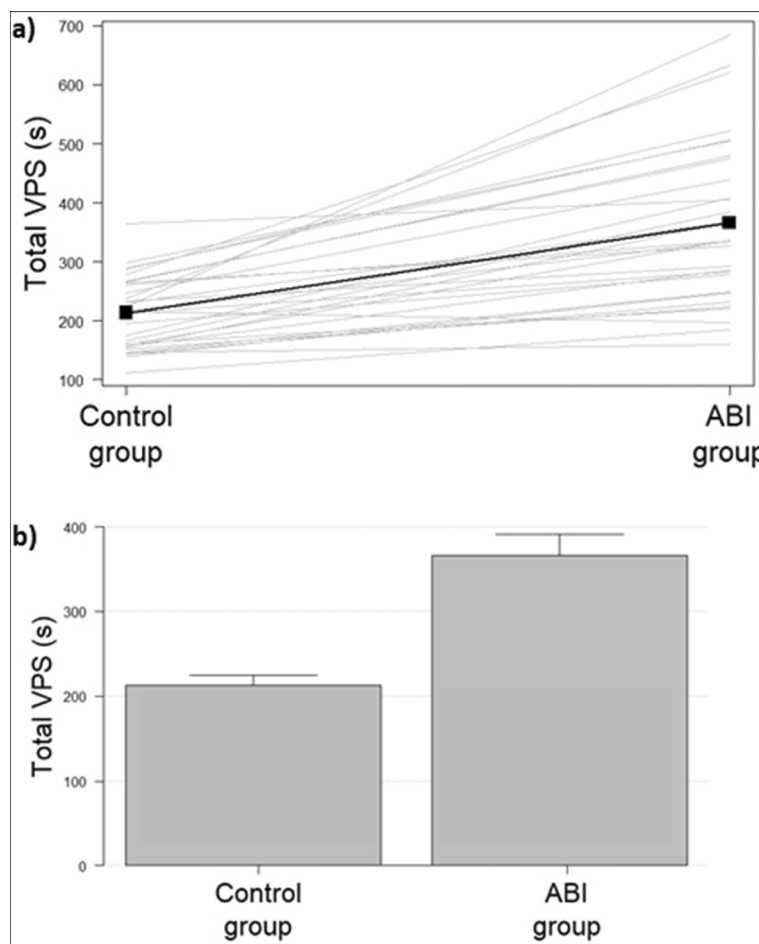 a)
Total VPS (s)
700
600
500
400
300
200
100
Control
group
ABI
group
b)
Total VPS (s)
400
300
200
100
0
Control
group
ABI
group